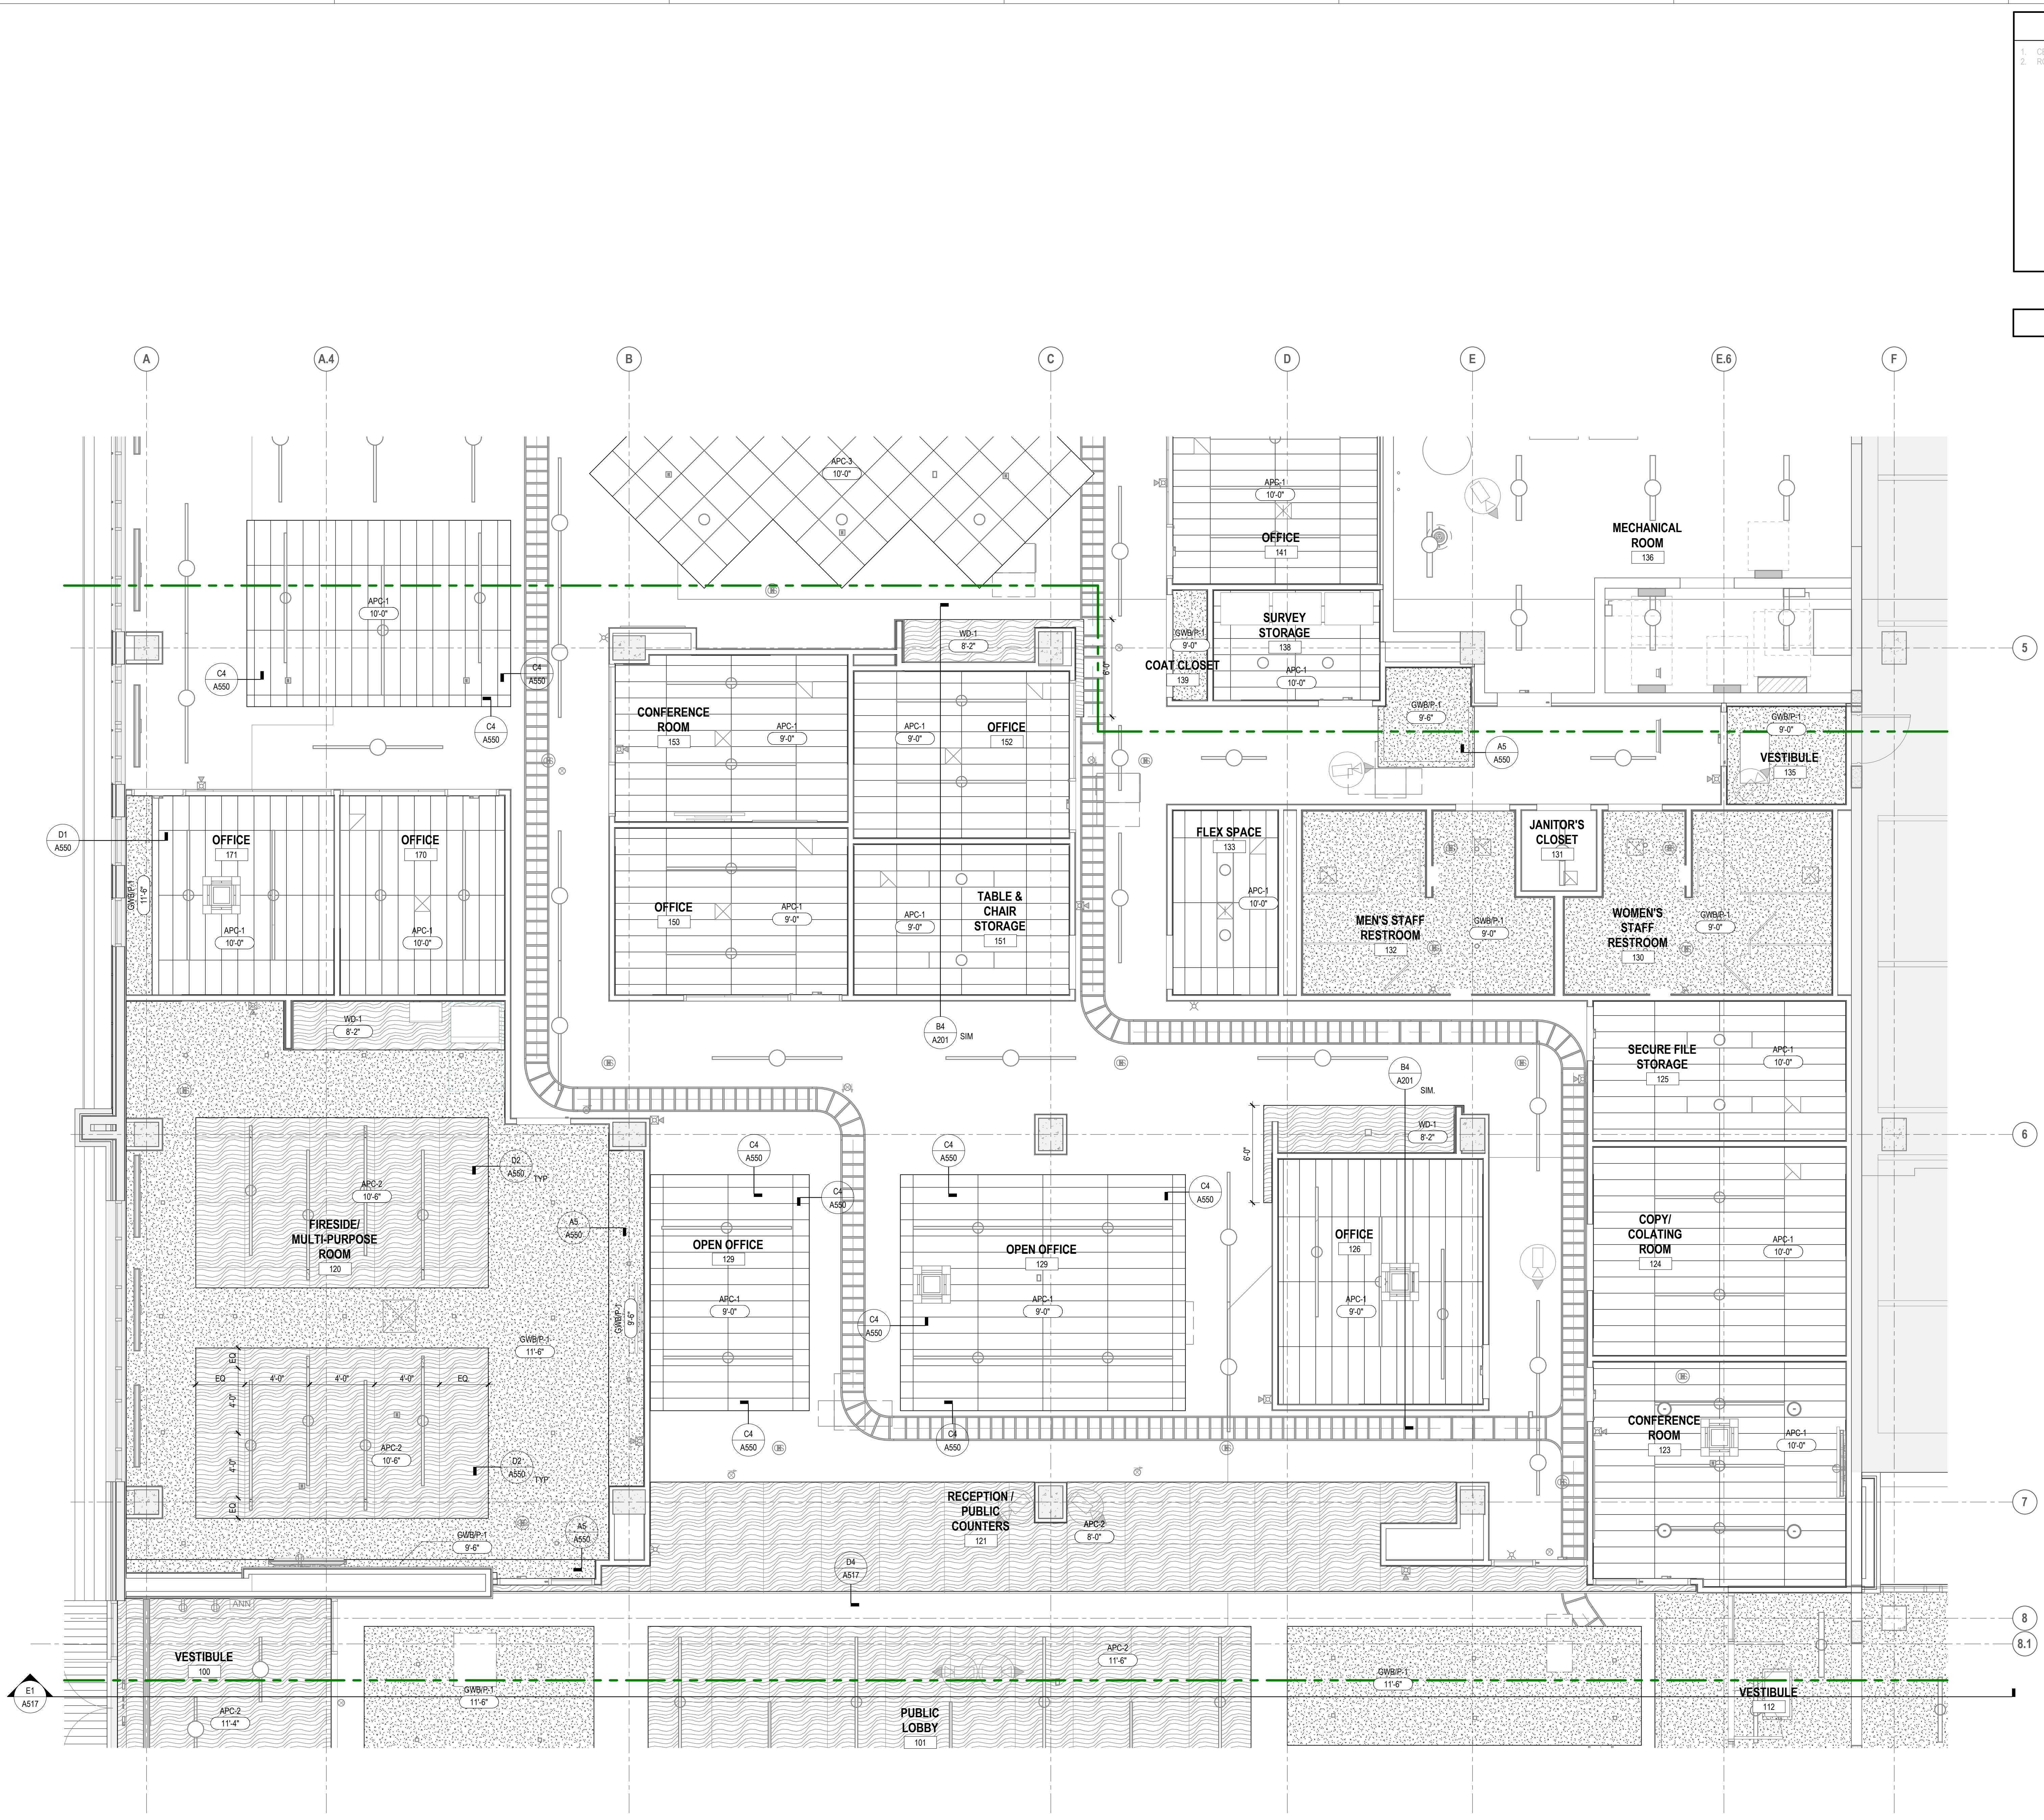 1. C
2. R
A
A.4
B
C
D
E
E.6
F
APC-3
10'-0"
APC-1
10'-0"
OFFICE
141
MECHANICAL
ROOM
136
APC-1
10'-0"
C4
A550
C4
A550
C4
A550
WD-1
8'-2"
6'-0"
GWB/P-1
9'-0"
COAT CLOSET
139
SURVEY
STORAGE
138
APC-1
10'-0"
5
CONFERENCE
ROOM
153
APC-1
9'-0"
APC-1
9'-0"
OFFICE
152
GWB/P-1
9'-6"
A5
A550
GWB/P-1
9'-0"
VESTIBULE
135
D1
A550
GWB/P-1
11'-6"
OFFICE
171
APC-1
10'-0"
OFFICE
170
APC-1
10'-0"
OFFICE
150
APC-1
9'-0"
APC-1
9'-0"
TABLE &
CHAIR
STORAGE
151
FLEX SPACE
133
APC-1
10'-0"
MEN'S STAFF
RESTROOM
132
GWB/P-1
9'-0"
JANITOR'S
CLOSET
131
WOMEN'S
STAFF
RESTROOM
130
GWB/P-1
9'-0"
WD-1
8'-2"
B4
A201
SIM
B4
A201
SIM.
SECURE FILE
STORAGE
125
APC-1
10'-0"
6'-0"
WD-1
8'-2"
6
D2
A550
TYP
APC-2
10'-6"
FIRESIDE/
MULTI-PURPOSE
ROOM
120
A5
A550
C4
A550
C4
A550
C4
A550
C4
A550
OPEN OFFICE
129
APC-1
9'-0"
OPEN OFFICE
129
APC-1
9'-0"
C4
A550
OFFICE
126
APC-1
9'-0"
COPY/
COLATING
ROOM
124
APC-1
10'-0"
GWB/P-1
9'-6"
GWB/P-1
11'-6"
EQ
4'-0"
4'-0"
4'-0"
EQ
EQ
4'-0"
4'-0"
EQ
APC-2
10'-6"
D2
A550
TYP
C4
A550
C4
A550
CONFERENCE
ROOM
123
APC-1
10'-0"
RECEPTION /
PUBLIC
COUNTERS
121
APC-2
8'-0"
7
GWB/P-1
9'-6"
A5
A550
D4
A517
ANN
8
8.1
VESTIBULE
100
APC-2
11'-4"
GWB/P-1
11'-6"
APC-2
11'-6"
PUBLIC
LOBBY
101
GWB/P-1
11'-6"
VESTIBULE
112
E1
A517